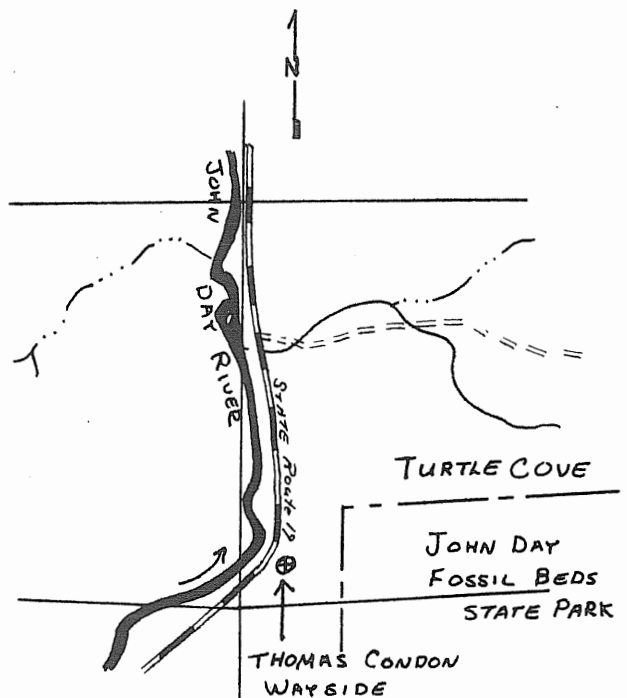 N
JOHN
DAY RIVER
STATE ROUTE 19
TURTLE COVE
JOHN DAY
FOSSIL BEDS
STATE PARK
THOMAS CONDON
WAYSIDE